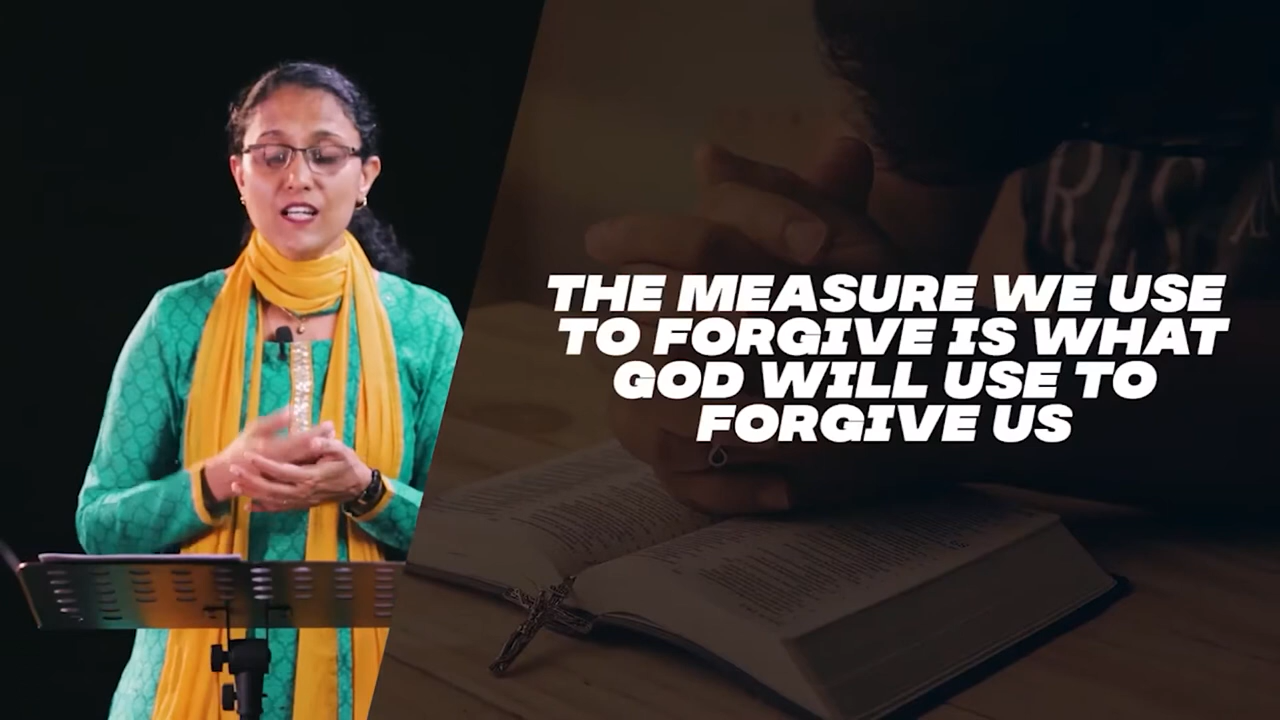 THE MEASURE WE USE
TO FORGIVE IS WHAT
GOD WILL USE TO
FORGIVE US